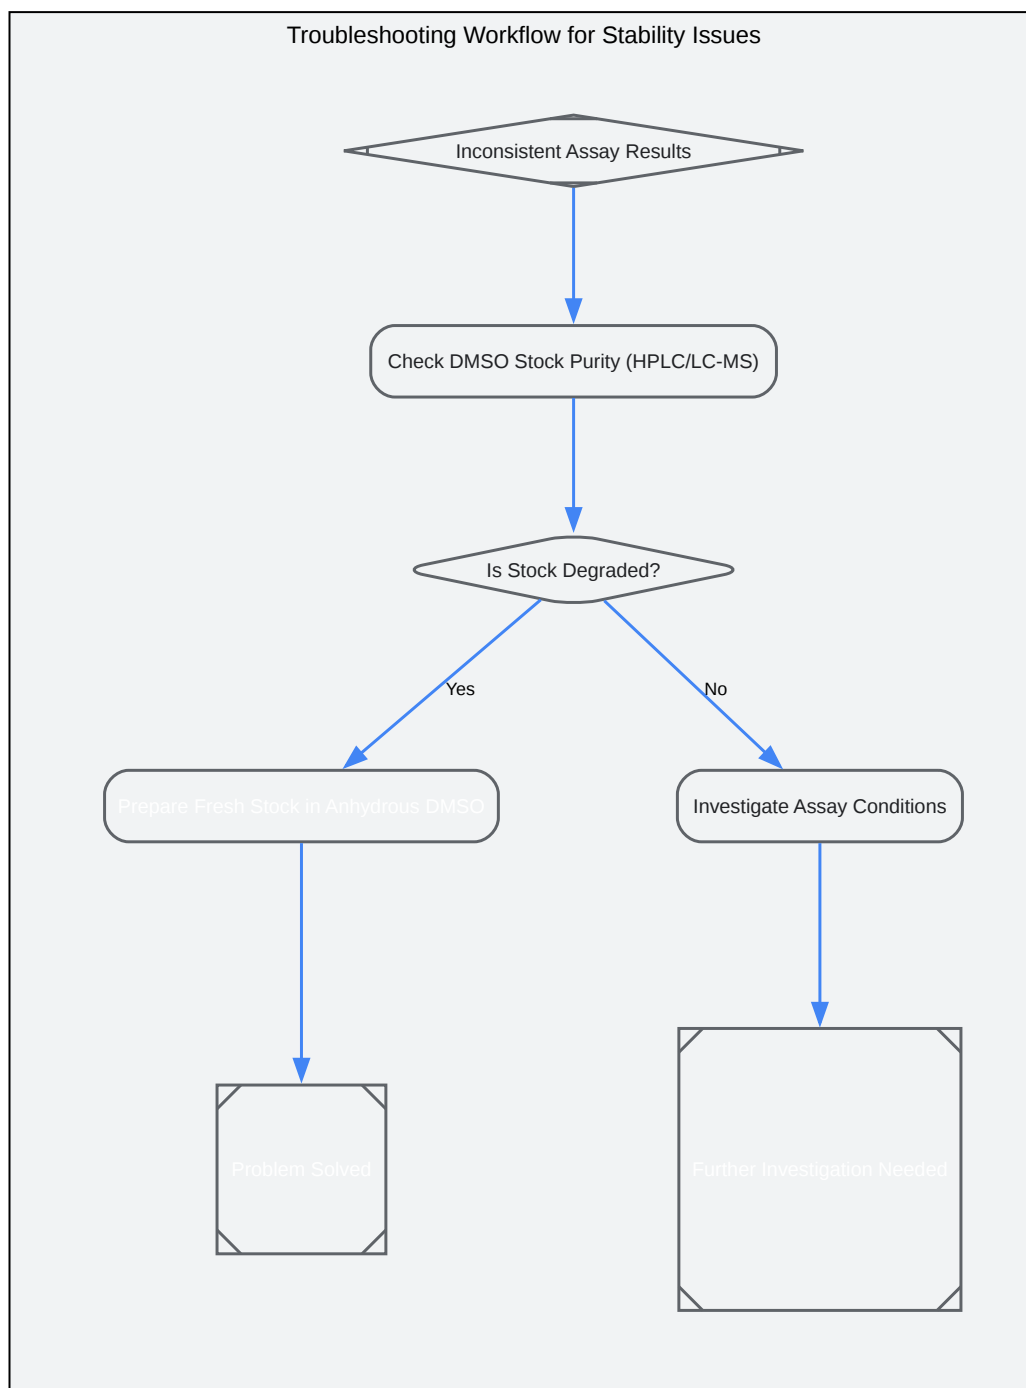 Troubleshooting Workflow for Stability Issues
Inconsistent Assay Results
Check DMSO Stock Purity (HPLC/LC-MS)
Is Stock Degraded?
Yes
No
Prepare Fresh Stock in Anhydrous DMSO
Investigate Assay Conditions
Problem Solved
Further Investigation Needed